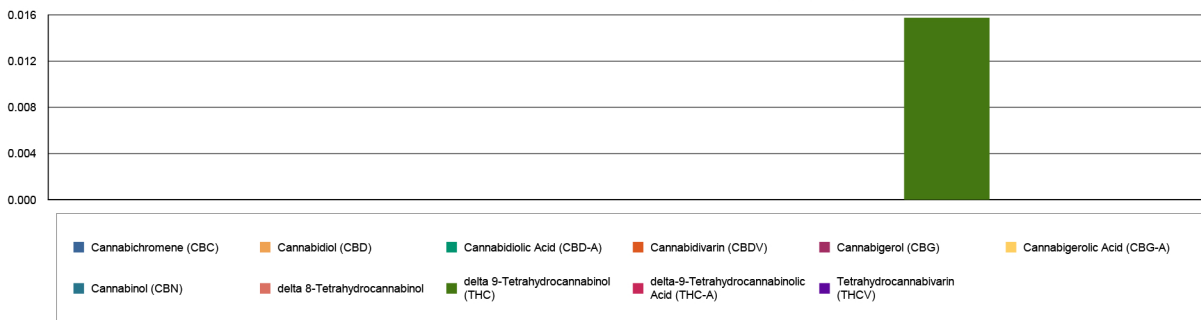 0.016
0.012
0.008
0.004
0.000
Cannabichromene (CBC)
Cannabidiol (CBD)
Cannabidiolic Acid (CBD-A)
Cannabidivarin (CBDV)
Cannabigerol (CBG)
Cannabigerolic Acid (CBG-A)
Cannabinol (CBN)
delta 8-Tetrahydrocannabinol
delta 9-Tetrahydrocannabinol
(THC)
delta-9-Tetrahydrocannabinolic
Acid (THC-A)
Tetrahydrocannabivarin
(THCV)